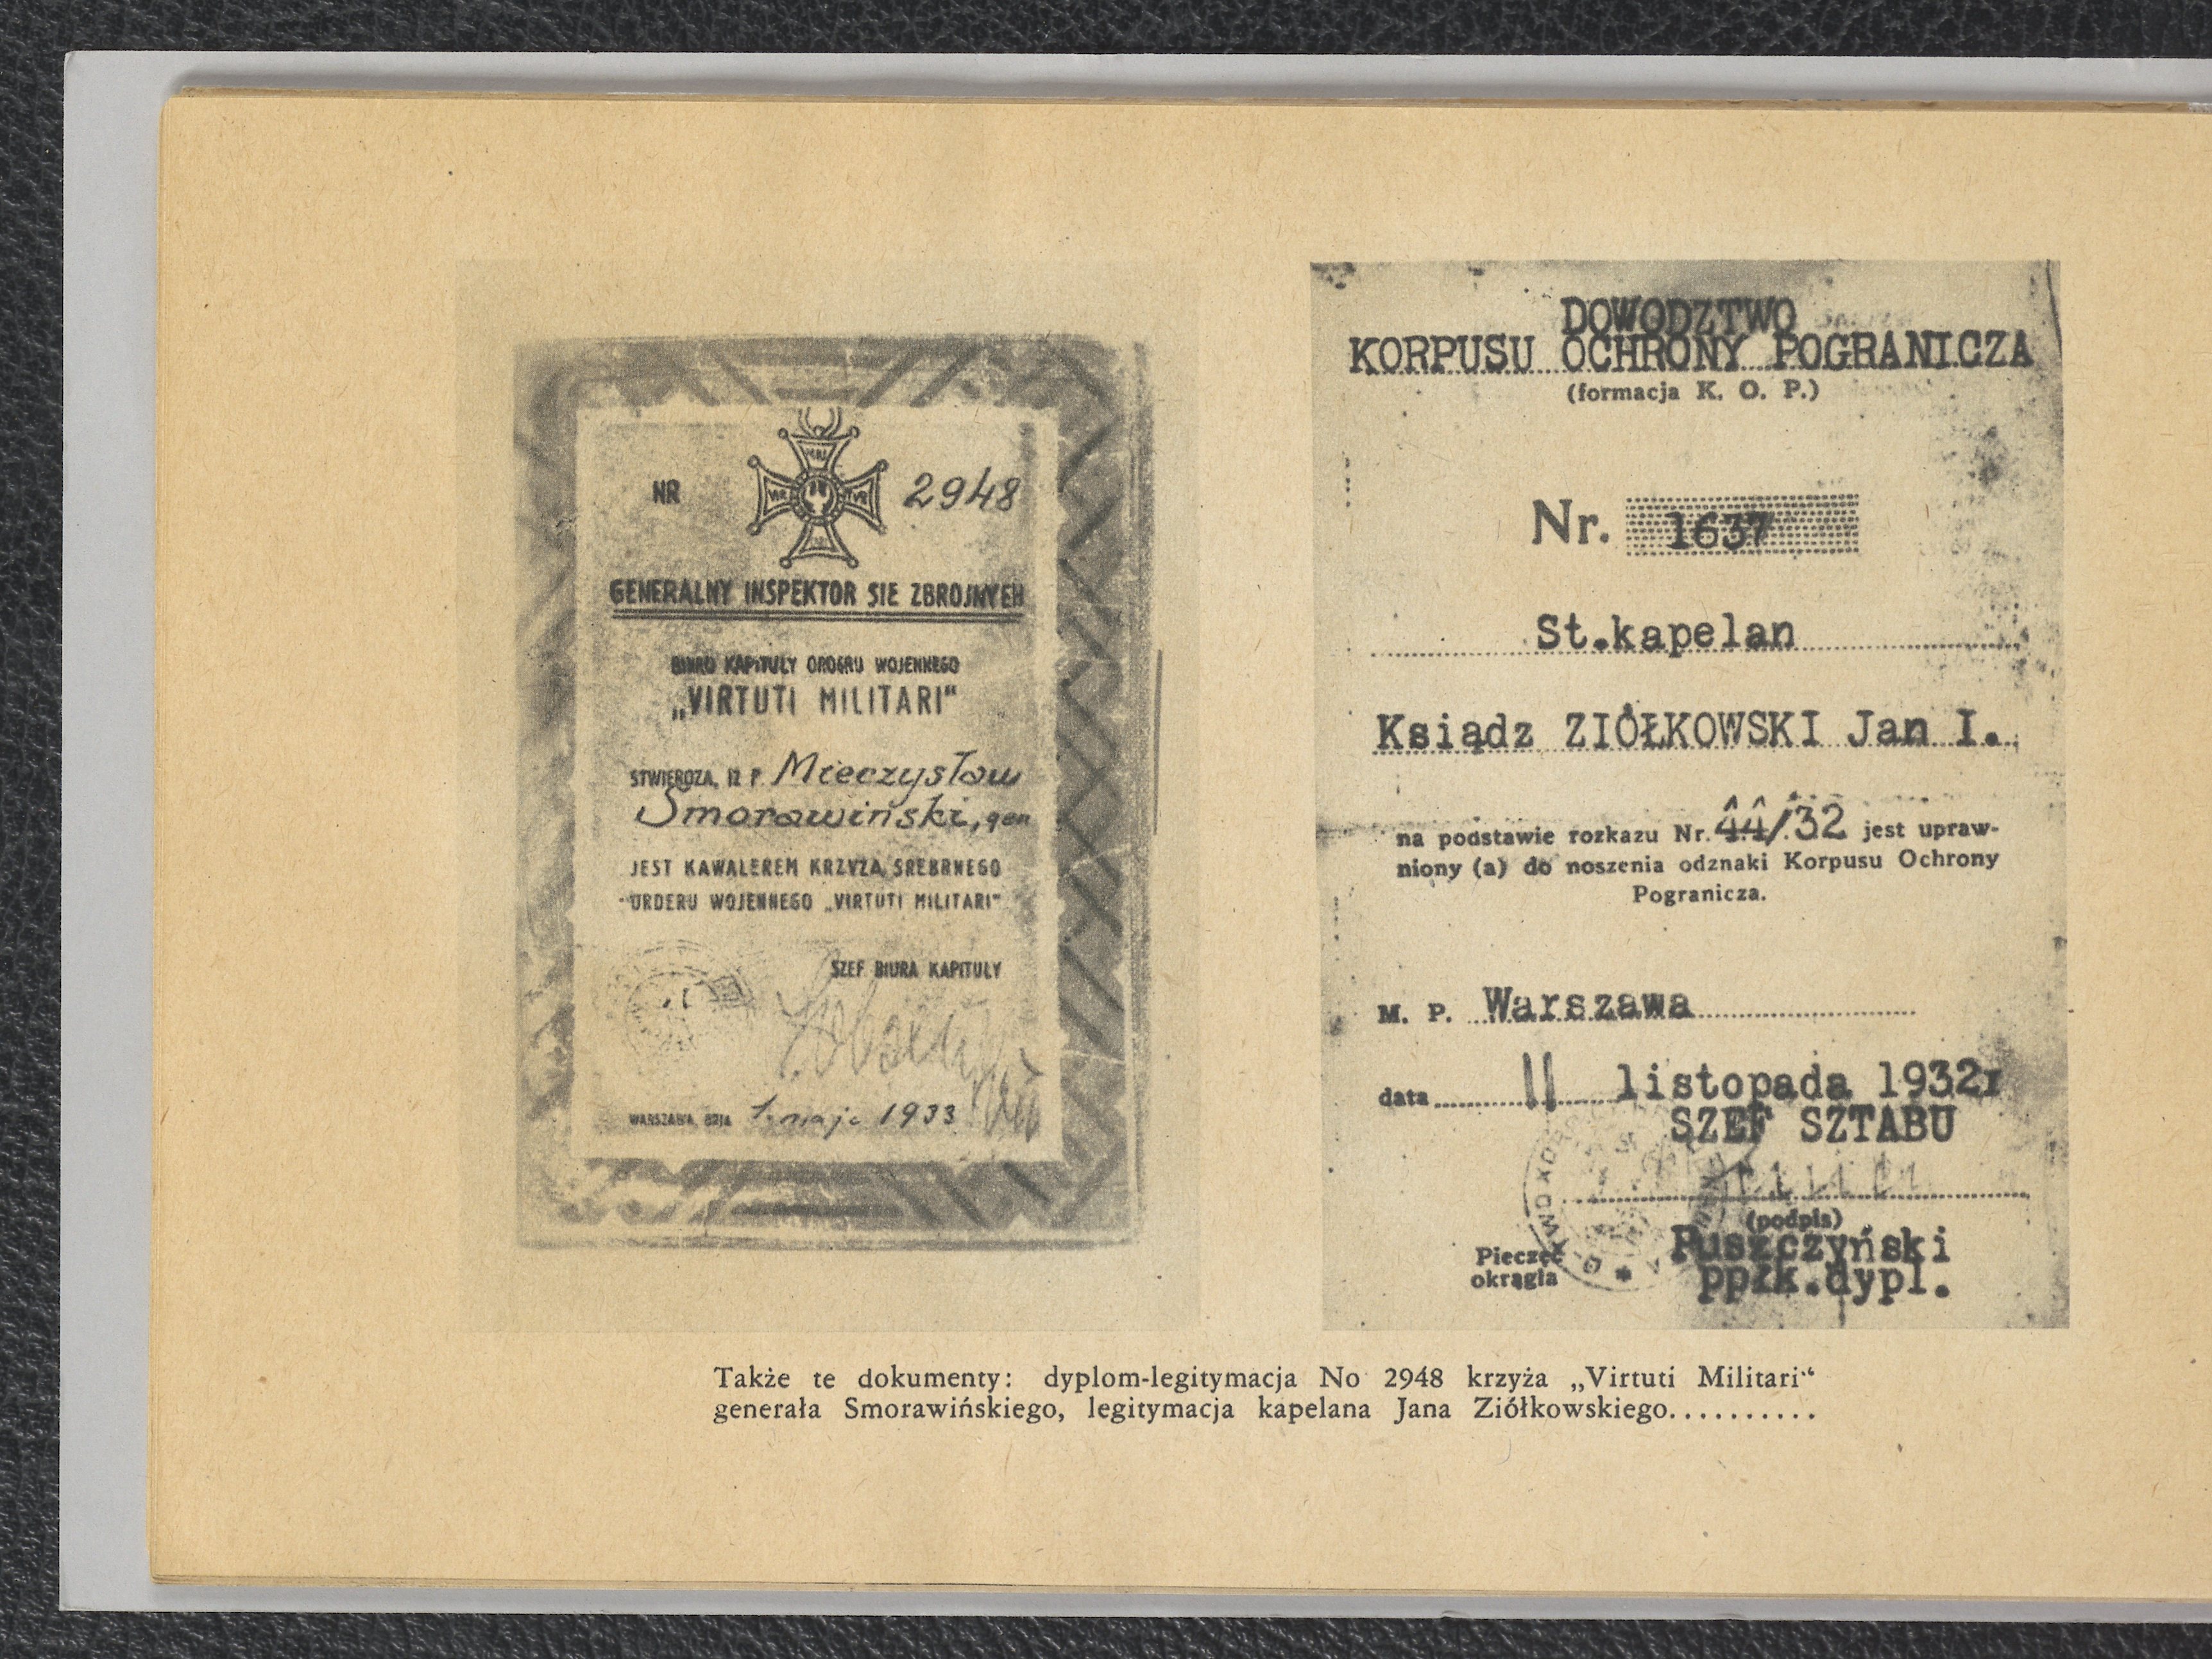 NR 2948
GENERALNY INSPEKTOR SIŁ ZBROJNYCH
BIURO KAPITUŁY ORDERU WOJENNEGO
„VIRTUTI MILITARI“
STWIERDZA, IŻ P. Mieczysław
Smorawiński, gen
JEST KAWALEREM KRZYŻA SREBRNEGO
ORDERU WOJENNEGO „VIRTUTI MILITARI“
SZEF BIURA KAPITUŁY
WARSZAWA, DNIA 1. maja 1933
DOWODZTWO
KORPUSU OCHRONY POGRANICZA
(formacja K. O. P.)
Nr. 1637
St.kapelan
Ksiądz ZIÓŁKOWSKI Jan I.
na podstawie rozkazu Nr. 44/32 jest upraw-
niony (a) do noszenia odznaki Korpusu Ochrony
Pogranicza.
M. P. Warszawa
data 11 listopada 1932r
SZEF SZTABU
(podpis)
Pieczęć
okrągła
Puszczyński
ppłk.dypl.
Także te dokumenty: dyplom-legitymacja No 2948 krzyża „Virtuti Militari“
generała Smorawińskiego, legitymacja kapelana Jana Ziółkowskiego..........